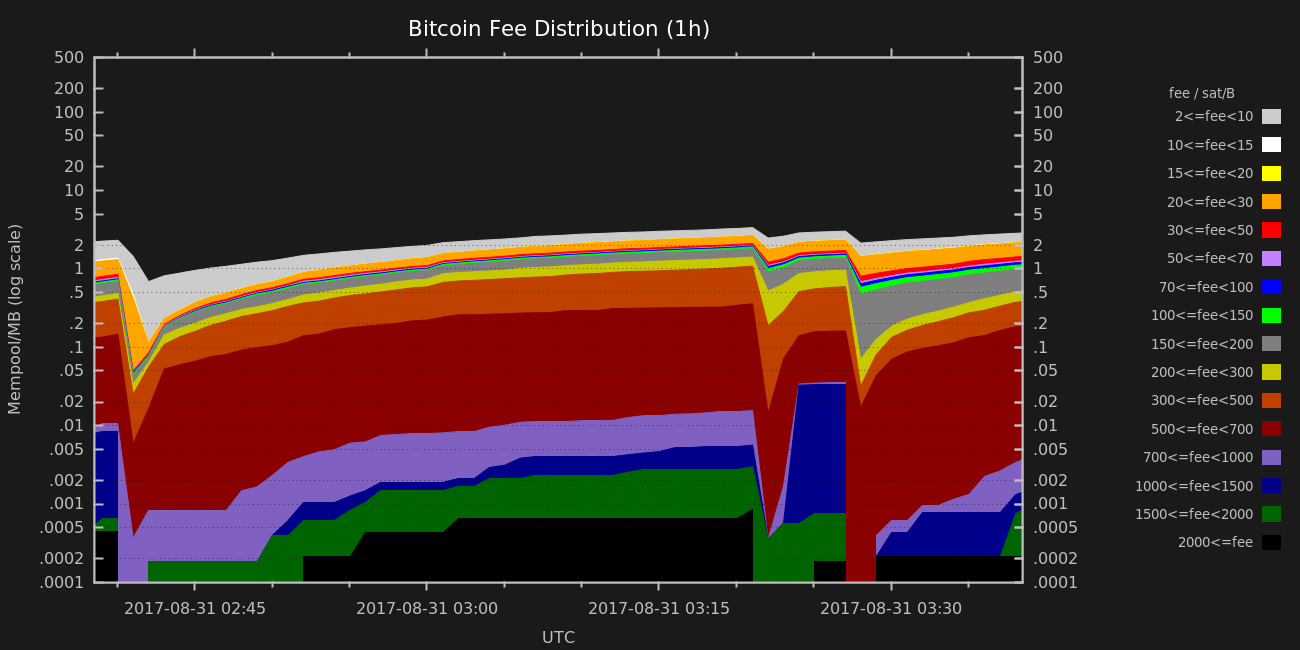 Bitcoin Fee Distribution (1h)
500
200
100
50
20
10
5
2
1
.5
.2
.1
.05
.02
.01
.005
.002
.001
.0005
.0002
.0001
Mempool/MB (log scale)
500
200
100
50
20
10
5
2
1
.5
.2
.1
.05
.02
.01
.005
.002
.001
.0005
.0002
.0001
2017-08-31 02:45
2017-08-31 03:00
2017-08-31 03:15
2017-08-31 03:30
UTC
fee / sat/B
2<=fee<10
10<=fee<15
15<=fee<20
20<=fee<30
30<=fee<50
50<=fee<70
70<=fee<100
100<=fee<150
150<=fee<200
200<=fee<300
300<=fee<500
500<=fee<700
700<=fee<1000
1000<=fee<1500
1500<=fee<2000
2000<=fee